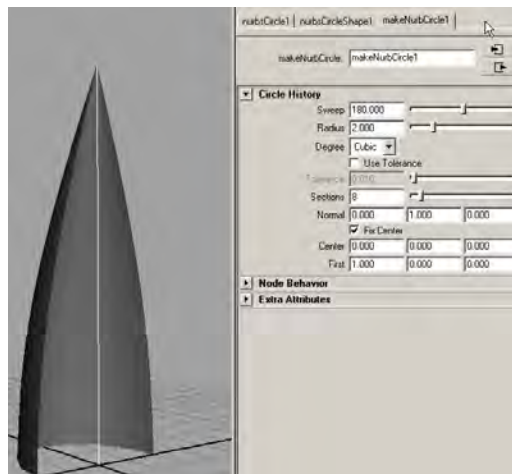 nurbsCircle1 | nurbsCircleShape1 | makeNurbCircle1
makeNurbCircle: makeNurbCircle1
Circle History
Sweep 180.000
Radius 2.000
Degree Cubic
Use Tolerance
Tolerance 0.010
Sections 8
Normal 0.000 1.000 0.000
Fix Center
Center 0.000 0.000 0.000
First 1.000 0.000 0.000
Node Behavior
Extra Attributes